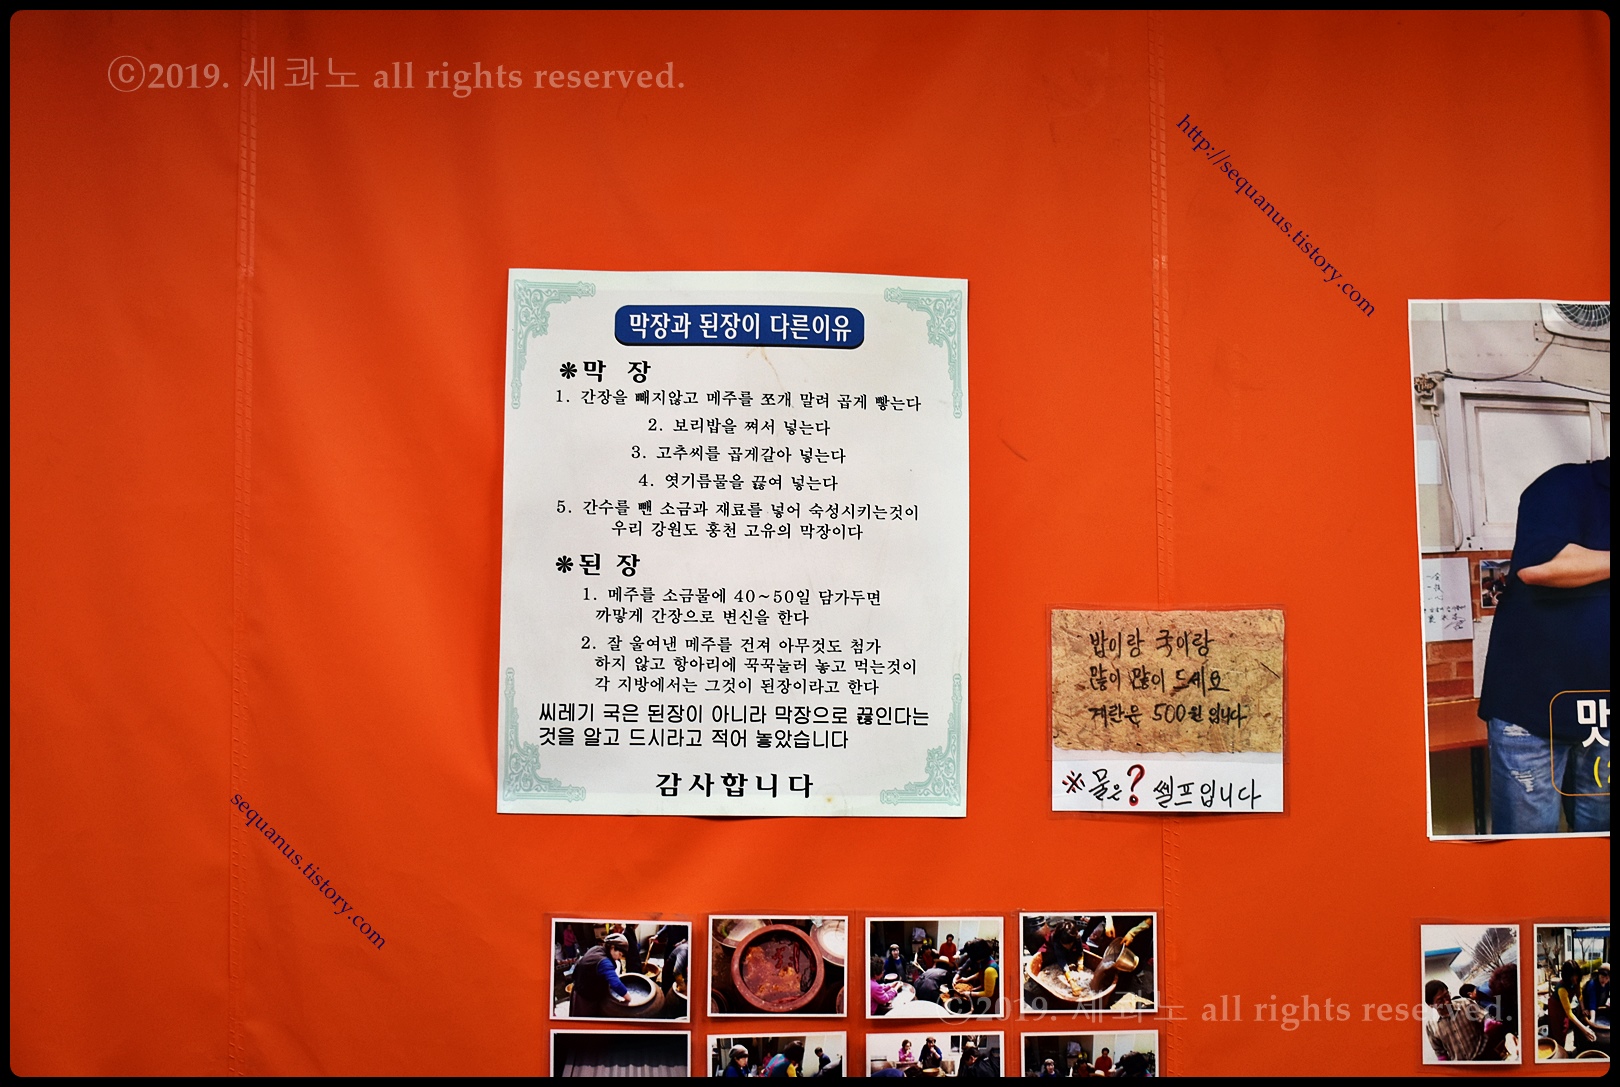 ⓒ2019. 세콰노 all rights reserved.
http://sequanus.tistory.com
막장과 된장이 다른이유
❋막 장
1. 간장을 빼지않고 메주를 쪼개 말려 곱게 빻는다
2. 보리밥을 쪄서 넣는다
3. 고추씨를 곱게갈아 넣는다
4. 엿기름물을 끓여 넣는다
5. 간수를 뺀 소금과 재료를 넣어 숙성시키는것이
우리 강원도 홍천 고유의 막장이다
❋된 장
1. 메주를 소금물에 40~50일 담가두면
까맣게 간장으로 변신을 한다
2. 잘 울여낸 메주를 건져 아무것도 첨가
하지 않고 항아리에 꾹꾹눌러 놓고 먹는것이
각 지방에서는 그것이 된장이라고 한다
씨레기 국은 된장이 아니라 막장으로 끓인다는
것을 알고 드시라고 적어 놓았습니다
감사합니다
밥이랑 국이랑
많이 많이 드세요
계란은 500원 입니다
※물은? 쎌프입니다
맛
sequanus.tistory.com
ⓒ2019. 세콰노 all rights reserved.